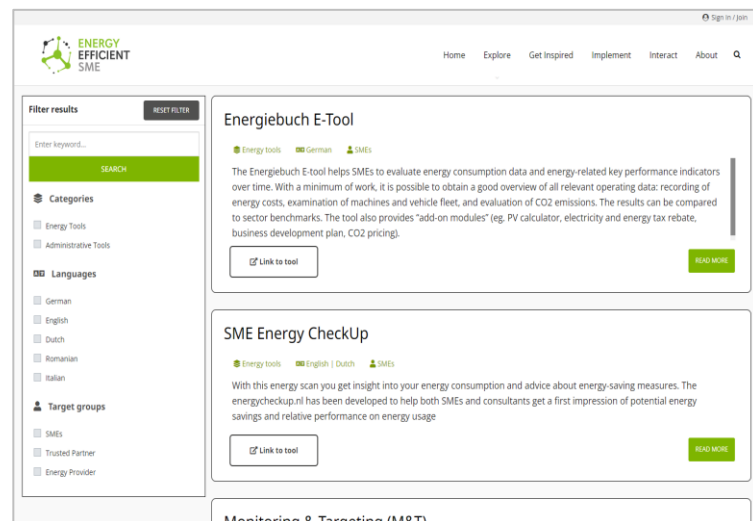 Sign in / Join
ENERGY
EFFICIENT
SME
Home Explore Get Inspired Implement Interact About
Filter results RESET FILTER
Enter keyword...
SEARCH
Categories
Energy Tools
Administrative Tools
Languages
German
English
Dutch
Romanian
Italian
Target groups
SMEs
Trusted Partner
Energy Provider
Energiebuch E-Tool
Energy tools German SMEs
The Energiebuch E-tool helps SMEs to evaluate energy consumption data and energy-related key performance indicators
over time. With a minimum of work, it is possible to obtain a good overview of all relevant operating data: recording of
energy costs, examination of machines and vehicle fleet, and evaluation of CO2 emissions. The results can be compared
to sector benchmarks. The tool also provides "add-on modules" (eg. PV calculator, electricity and energy tax rebate,
business development plan, CO2 pricing).
Link to tool READ MORE
SME Energy CheckUp
Energy tools English | Dutch SMEs
With this energy scan you get insight into your energy consumption and advice about energy-saving measures. The
energycheckup.nl has been developed to help both SMEs and consultants get a first impression of potential energy
savings and relative performance on energy usage
Link to tool READ MORE
Monitoring & Targeting (M&T)